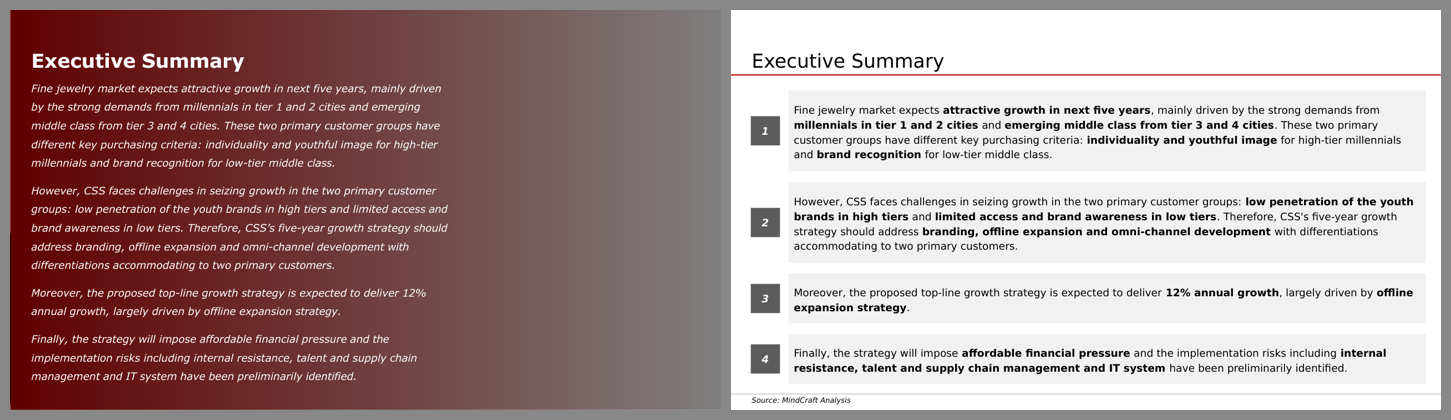 Executive Summary
Fine jewelry market expects attractive growth in next five years, mainly driven
by the strong demands from millennials in tier 1 and 2 cities and emerging
middle class from tier 3 and 4 cities. These two primary customer groups have
different key purchasing criteria: individuality and youthful image for high-tier
millennials and brand recognition for low-tier middle class.
However, CSS faces challenges in seizing growth in the two primary customer
groups: low penetration of the youth brands in high tiers and limited access and
brand awareness in low tiers. Therefore, CSS’s five-year growth strategy should
address branding, offline expansion and omni-channel development with
differentiations accommodating to two primary customers.
Moreover, the proposed top-line growth strategy is expected to deliver 12%
annual growth, largely driven by offline expansion strategy.
Finally, the strategy will impose affordable financial pressure and the
implementation risks including internal resistance, talent and supply chain
management and IT system have been preliminarily identified.
Executive Summary
1
Fine jewelry market expects attractive growth in next five years, mainly driven by the strong demands from
millennials in tier 1 and 2 cities and emerging middle class from tier 3 and 4 cities. These two primary
customer groups have different key purchasing criteria: individuality and youthful image for high-tier millennials
and brand recognition for low-tier middle class.
2
However, CSS faces challenges in seizing growth in the two primary customer groups: low penetration of the youth
brands in high tiers and limited access and brand awareness in low tiers. Therefore, CSS's five-year growth
strategy should address branding, offline expansion and omni-channel development with differentiations
accommodating to two primary customers.
3
Moreover, the proposed top-line growth strategy is expected to deliver 12% annual growth, largely driven by offline
expansion strategy.
4
Finally, the strategy will impose affordable financial pressure and the implementation risks including internal
resistance, talent and supply chain management and IT system have been preliminarily identified.
Source: MindCraft Analysis